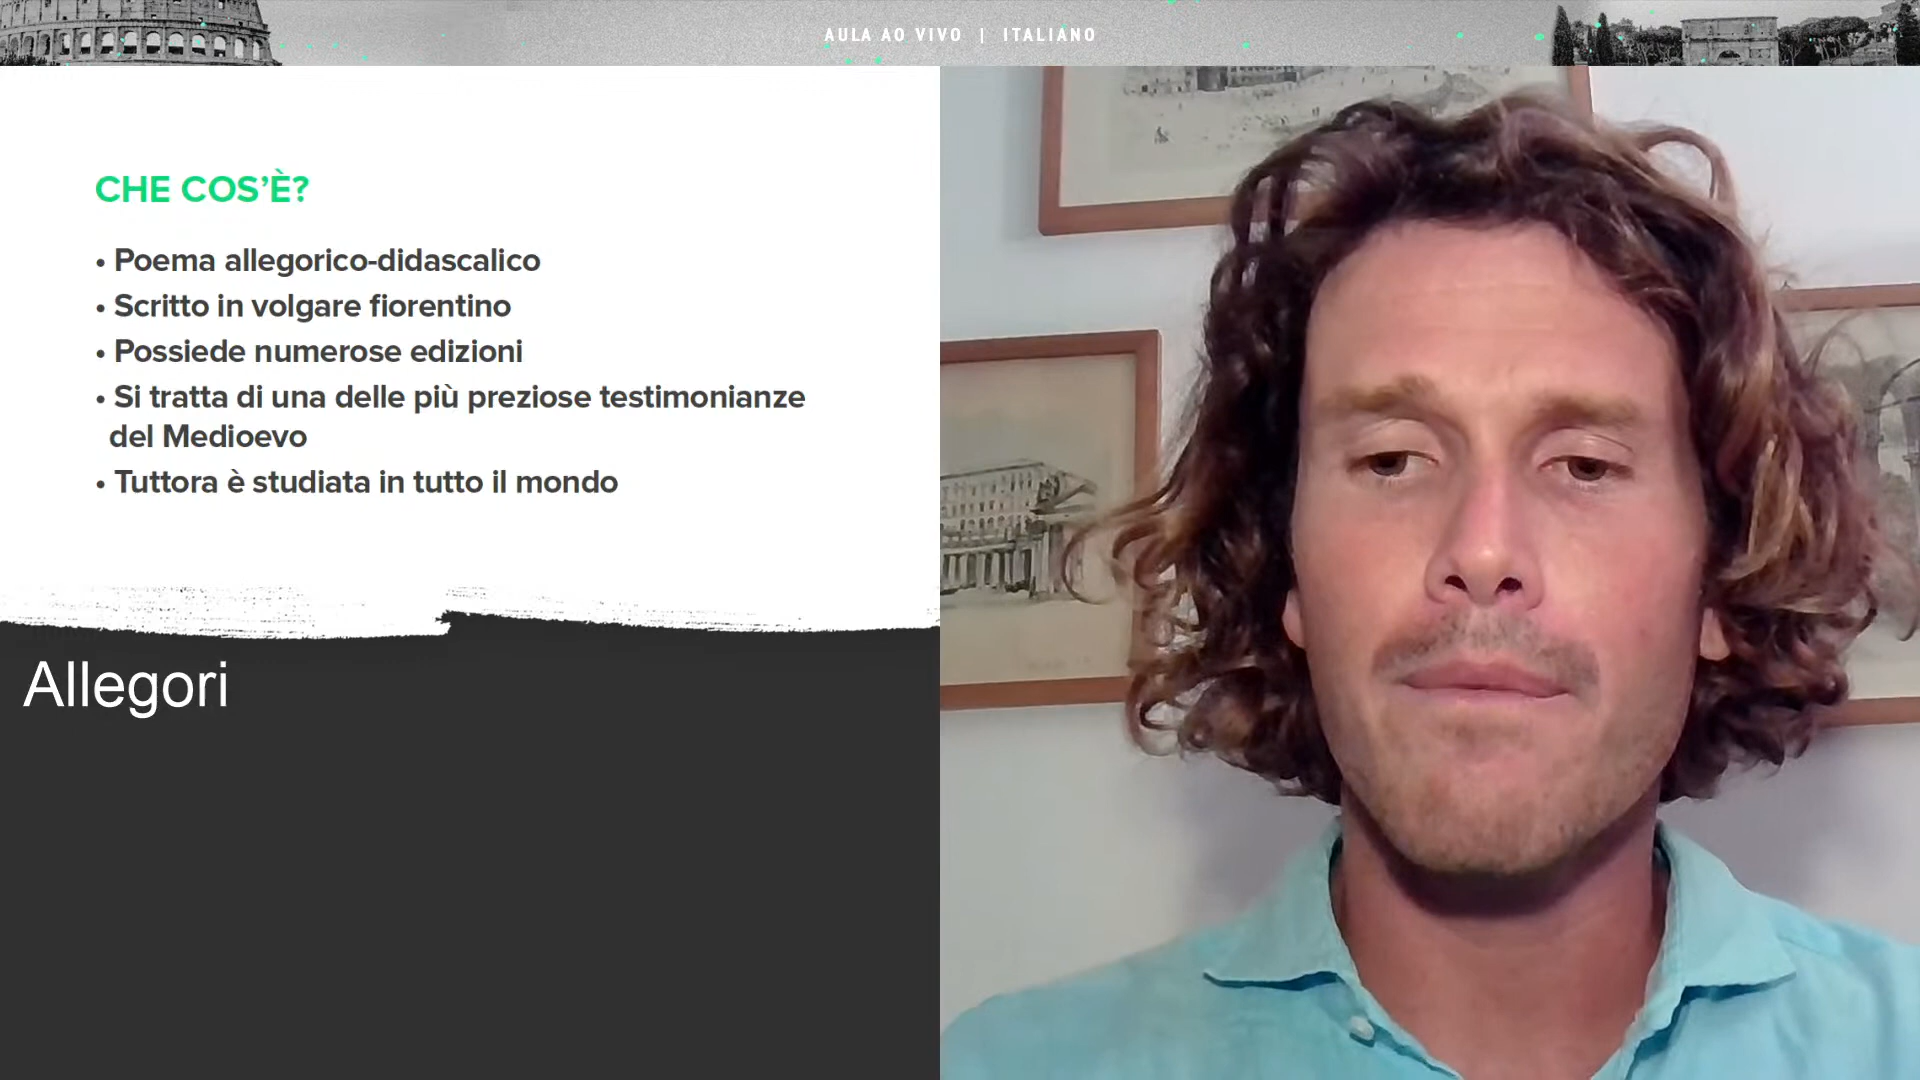 AULA AO VIVO | ITALIANO
CHE COS’È?
• Poema allegorico-didascalico
• Scritto in volgare fiorentino
• Possiede numerose edizioni
• Si tratta di una delle più preziose testimonianze
del Medioevo
• Tuttora è studiata in tutto il mondo
Allegori